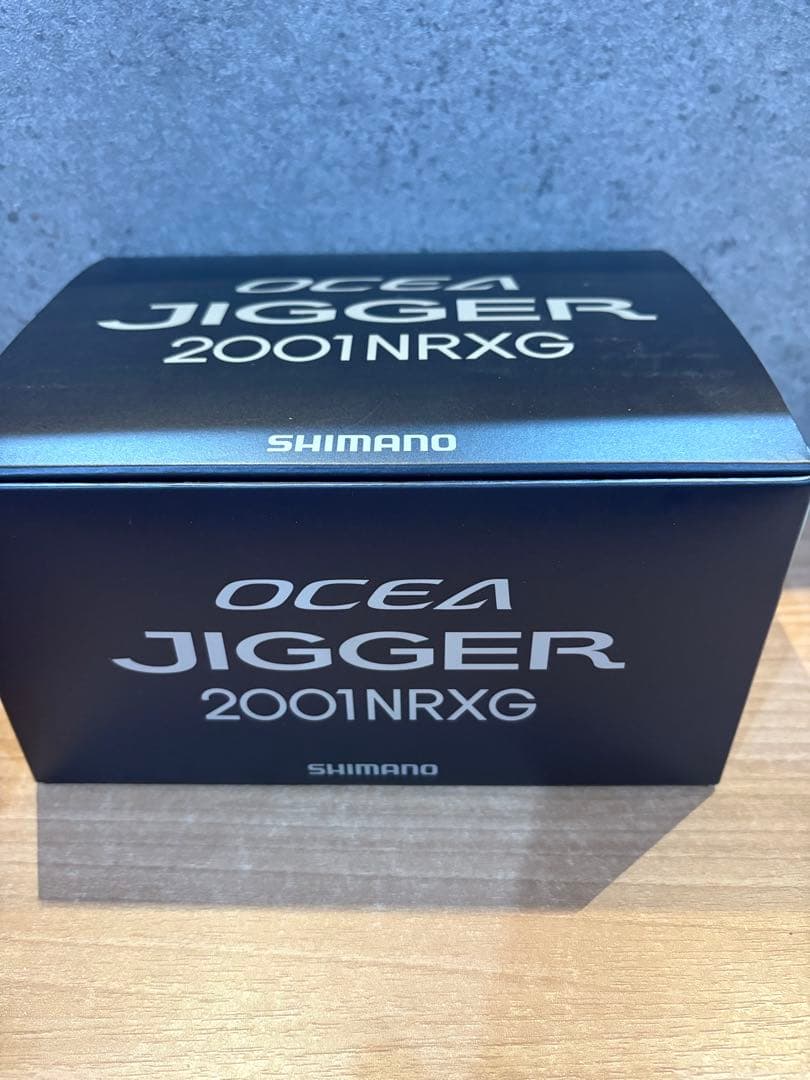 OCEA
JIGGER
2001NRXG
SHIMANO
OCEA
JIGGER
2001NRXG
SHIMANO